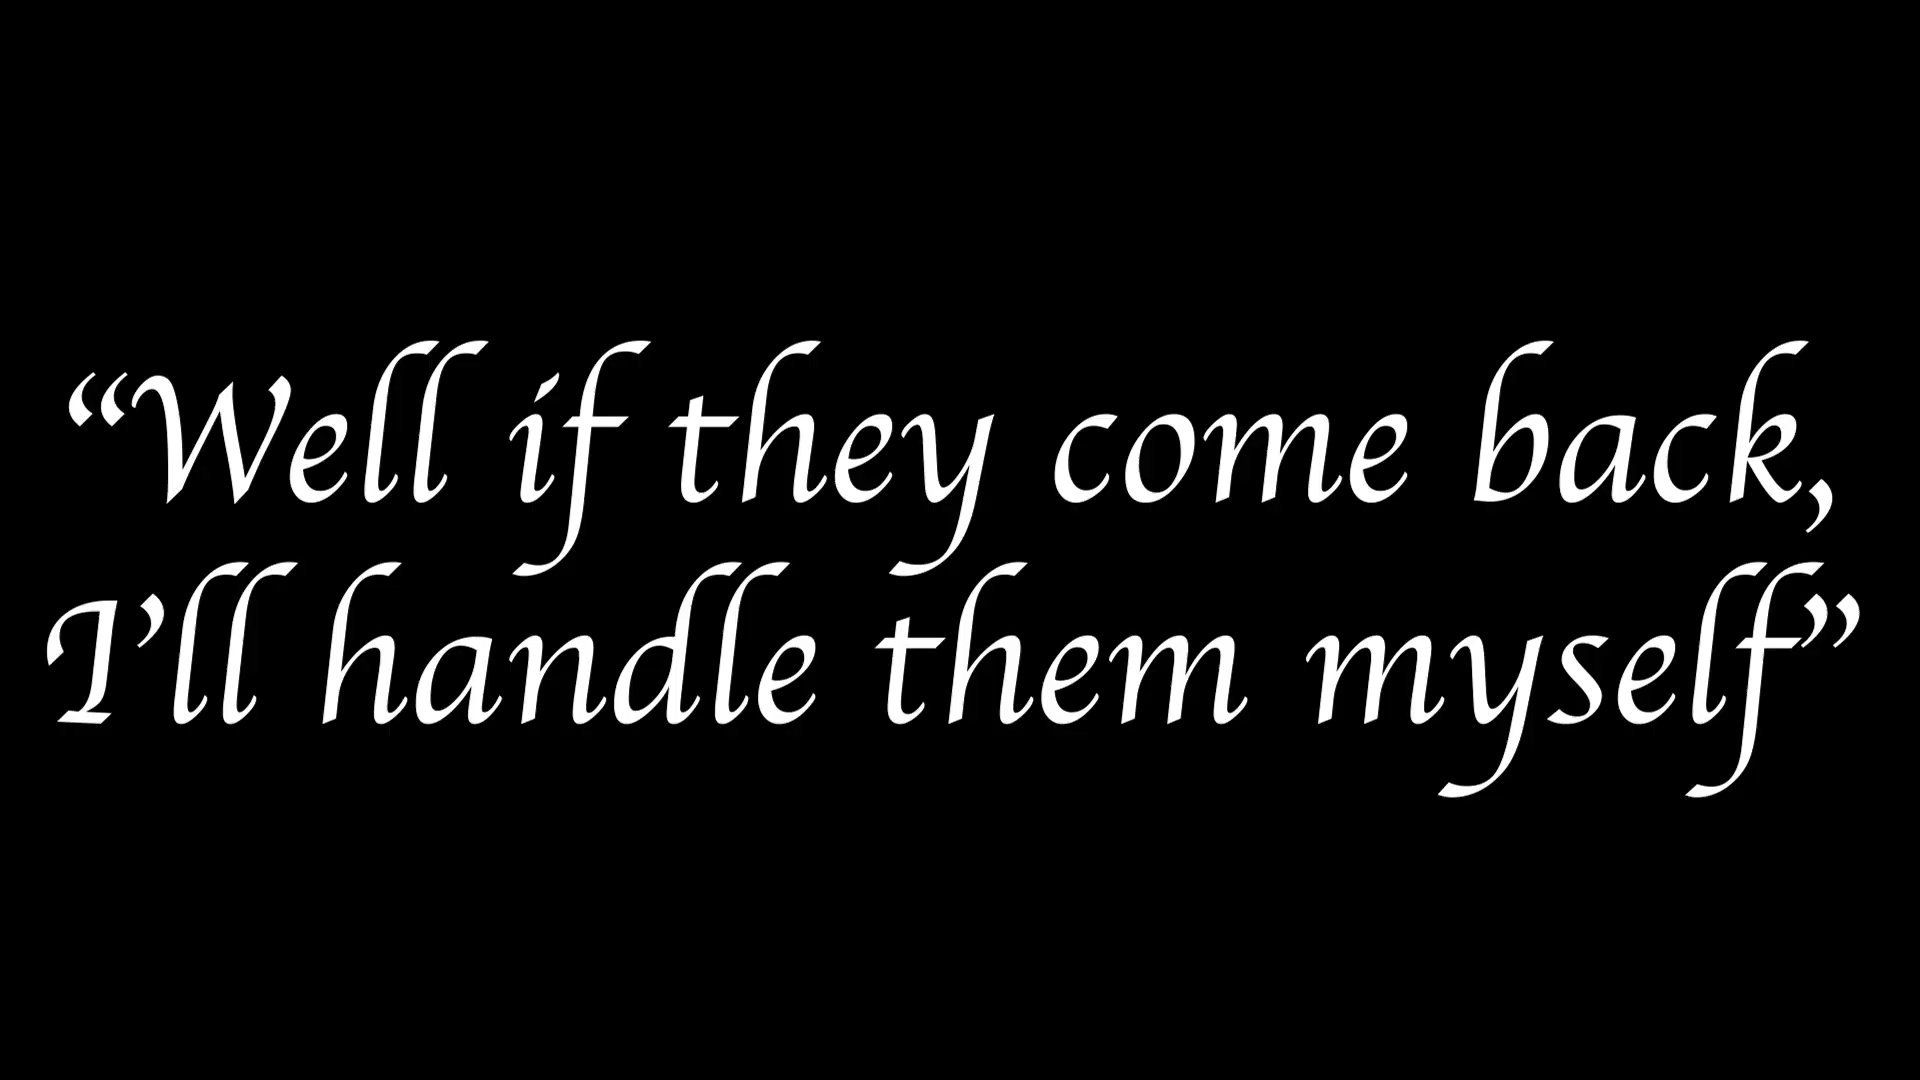 “Well if they come back,
I’ll handle them myself”